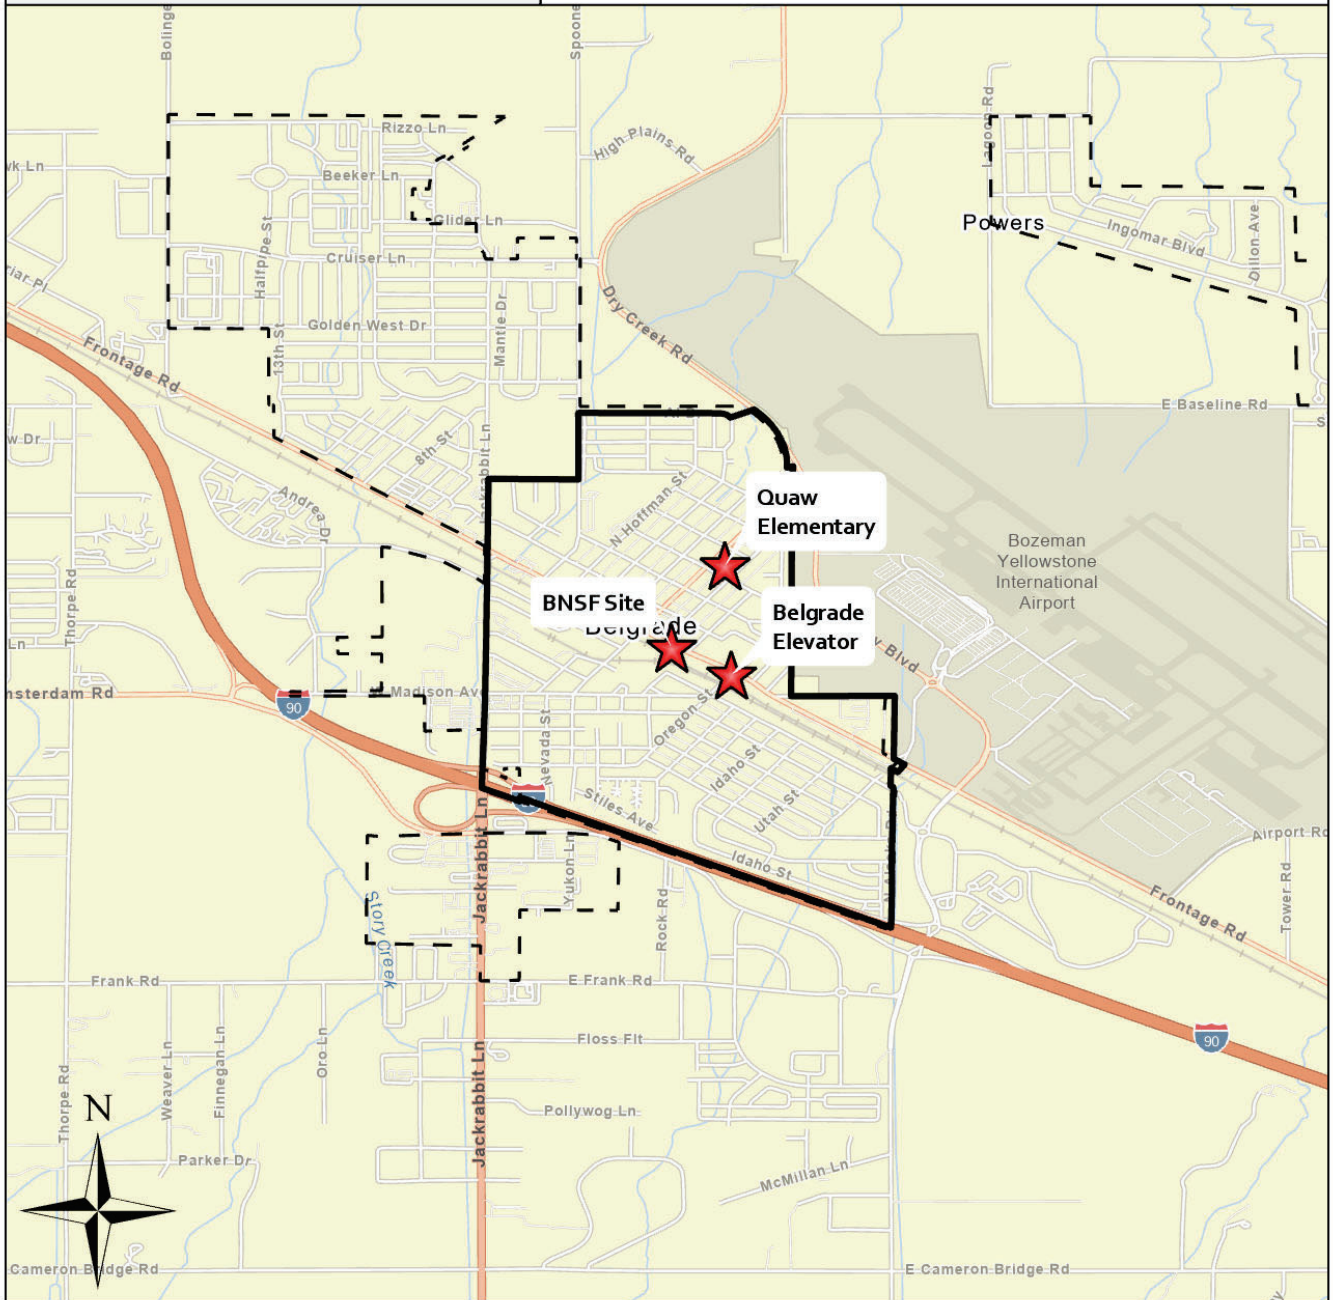 Rizzo Ln
High Plains Rd
Lagoon Rd
Beeker Ln
Glider Ln
Powers
Ingomar Blvd
Dillon Ave
Halfpipe St
Cruiser Ln
Dry Creek Rd
Golden West Dr
Mantle Dr
13th St
Frontage Rd
E Baseline Rd
8th St
Jackrabbit Ln
Andrea Dr
N Hoffman St
Quaw
Elementary
Bozeman
Yellowstone
International
Airport
Thorpe Rd
BNSF Site
Belgrade
Belgrade
Elevator
Madison Ave
90
Oregon St
Nevada St
Idaho St
Utah St
Stiles Ave
Idaho St
Airport Rd
Yukon Ln
Jackrabbit Ln
Rock Rd
Story Creek
Frontage Rd
Tower Rd
Frank Rd
E Frank Rd
Floss Flt
90
Oro Ln
Finnegan Ln
Weaver Ln
Thorpe Rd
Jackrabbit Ln
N
Pollywog Ln
Parker Dr
McMillan Ln
Cameron Bridge Rd
E Cameron Bridge Rd